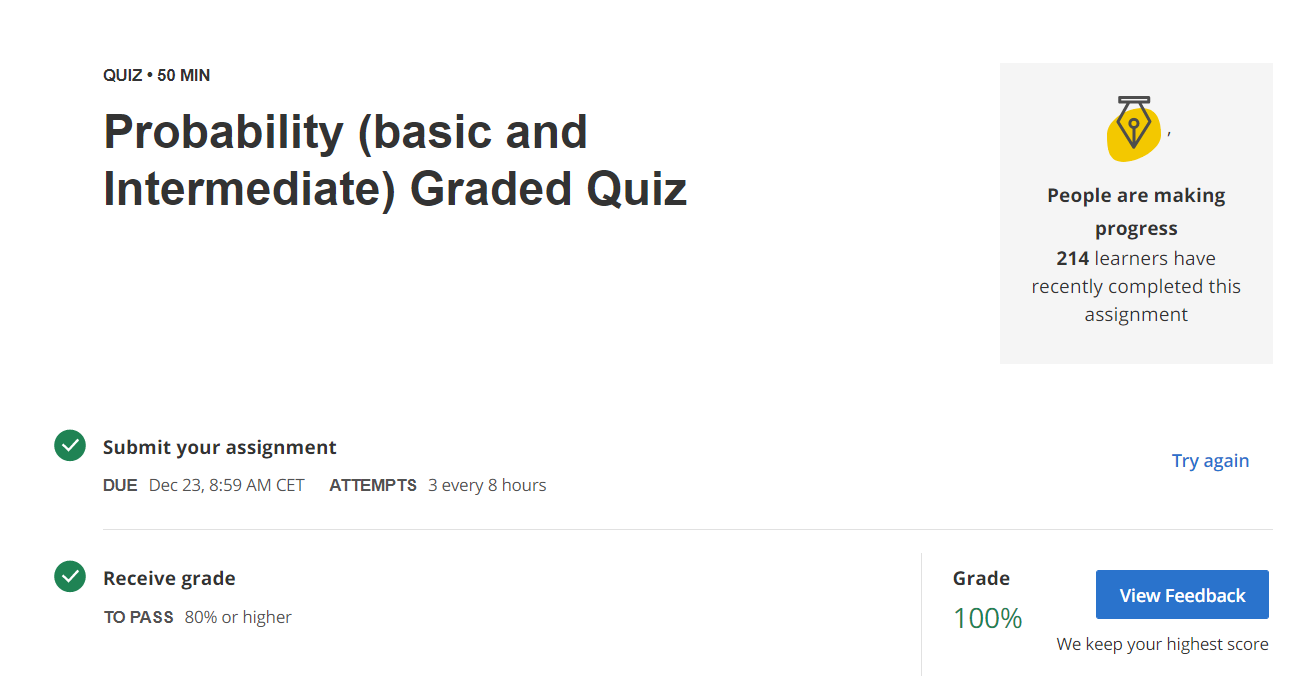 QUIZ • 50 MIN
Probability (basic and
Intermediate) Graded Quiz
,
People are making
progress
214 learners have
recently completed this
assignment
Submit your assignment
DUE Dec 23, 8:59 AM CET ATTEMPTS 3 every 8 hours
Try again
Receive grade
TO PASS 80% or higher
Grade
100%
View Feedback
We keep your highest score